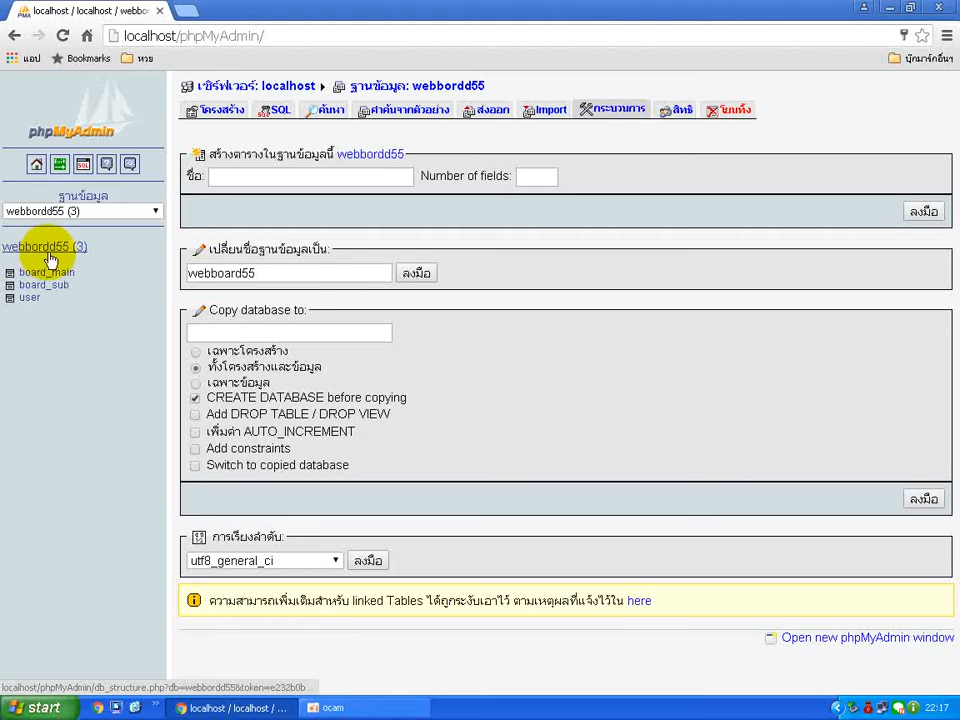 localhost / localhost / webbo
localhost/phpMyAdmin/
แอป Bookmarks หวย บุ๊กมาร์กอื่นๆ
phpMyAdmin
เซิร์ฟเวอร์: localhost ▸ ฐานข้อมูล: webbordd55
โครงสร้าง SQL ค้นหา คำค้นจากตัวอย่าง ส่งออก Import กระบวนการ สิทธิ โยนทิ้ง
ฐานข้อมูล
webbordd55 (3)
webbordd55 (3)
board_main
board_sub
user
สร้างตารางในฐานข้อมูลนี้ webbordd55
ชื่อ: Number of fields:
ลงมือ
เปลี่ยนชื่อฐานข้อมูลเป็น:
webboard55 ลงมือ
Copy database to:
เฉพาะโครงสร้าง
ทั้งโครงสร้างและข้อมูล
เฉพาะข้อมูล
CREATE DATABASE before copying
Add DROP TABLE / DROP VIEW
เพิ่มค่า AUTO_INCREMENT
Add constraints
Switch to copied database
ลงมือ
การเรียงลำดับ:
utf8_general_ci ลงมือ
ความสามารถเพิ่มเติมสำหรับ linked Tables ได้ถูกระงับเอาไว้ ตามเหตุผลที่แจ้งไว้ใน here
Open new phpMyAdmin window
localhost/phpMyAdmin/db_structure.php?db=webbordd55&token=e232b0b...
start localhost / localhost / ... ocam 22:17